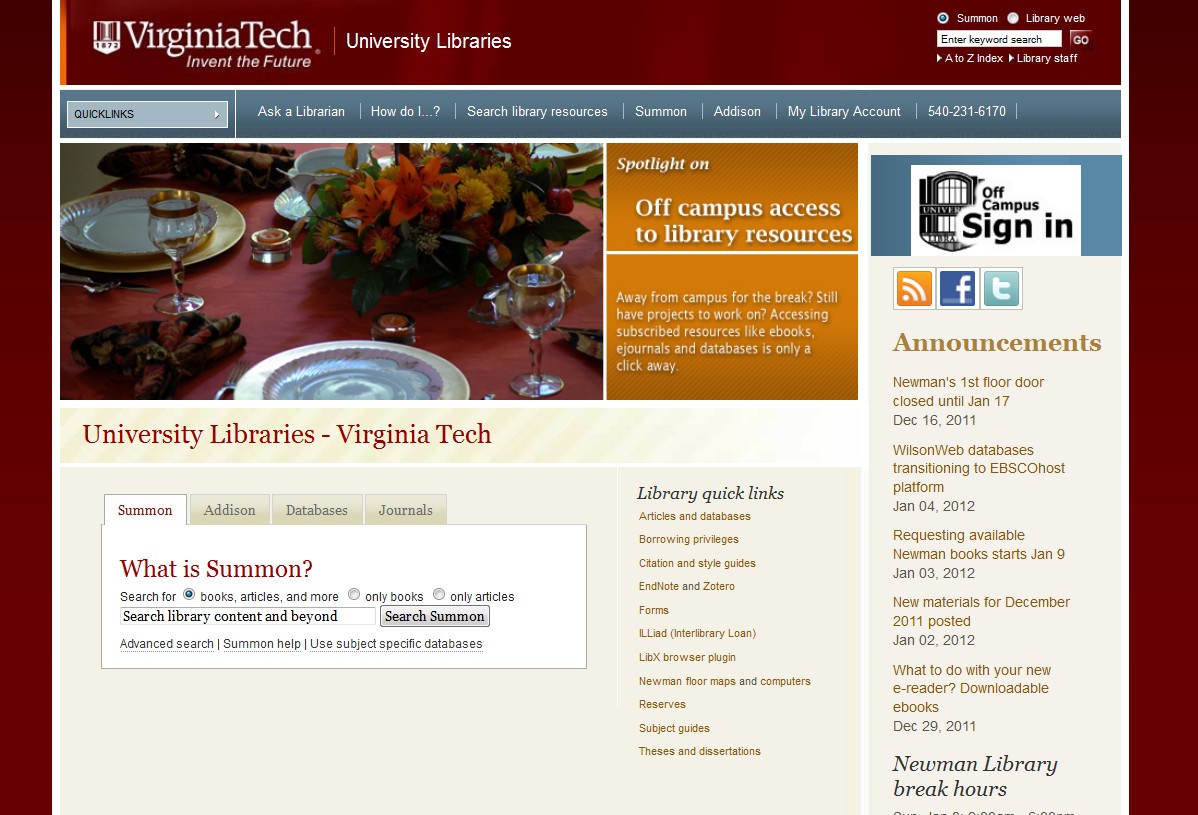 1872
VirginiaTech
Invent the Future
University Libraries
Summon Library web
Enter keyword search GO
A to Z Index Library staff
QUICKLINKS
Ask a Librarian
How do I...?
Search library resources
Summon
Addison
My Library Account
540-231-6170
Spotlight on
Off campus access
to library resources
Away from campus for the break? Still
have projects to work on? Accessing
subscribed resources like ebooks,
ejournals and databases is only a
click away.
University Libraries - Virginia Tech
Summon
Addison
Databases
Journals
What is Summon?
Search for books, articles, and more only books only articles
Search library content and beyond Search Summon
Advanced search | Summon help | Use subject specific databases
Library quick links
Articles and databases
Borrowing privileges
Citation and style guides
EndNote and Zotero
Forms
ILLiad (Interlibrary Loan)
LibX browser plugin
Newman floor maps and computers
Reserves
Subject guides
Theses and dissertations
UNIVER
LIBRA
Off
Campus
Sign in
f
t
Announcements
Newman's 1st floor door
closed until Jan 17
Dec 16, 2011
WilsonWeb databases
transitioning to EBSCOhost
platform
Jan 04, 2012
Requesting available
Newman books starts Jan 9
Jan 03, 2012
New materials for December
2011 posted
Jan 02, 2012
What to do with your new
e-reader? Downloadable
ebooks
Dec 29, 2011
Newman Library
break hours